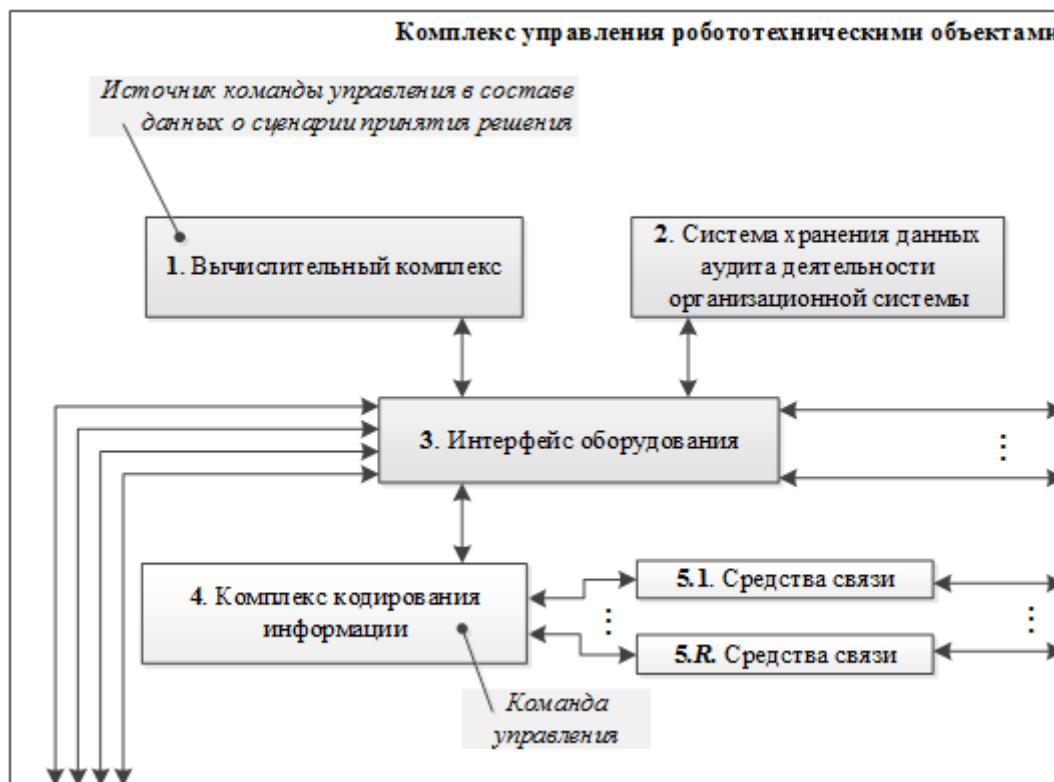 Комплекс управления робототехническими объектами
Источник команды управления в составе
данных о сценарии принятия решения
1. Вычислительный комплекс
2. Система хранения данных
аудита деятельности
организационной системы
3. Интерфейс оборудования
4. Комплекс кодирования
информации
5.1. Средства связи
5.R. Средства связи
Команда
управления